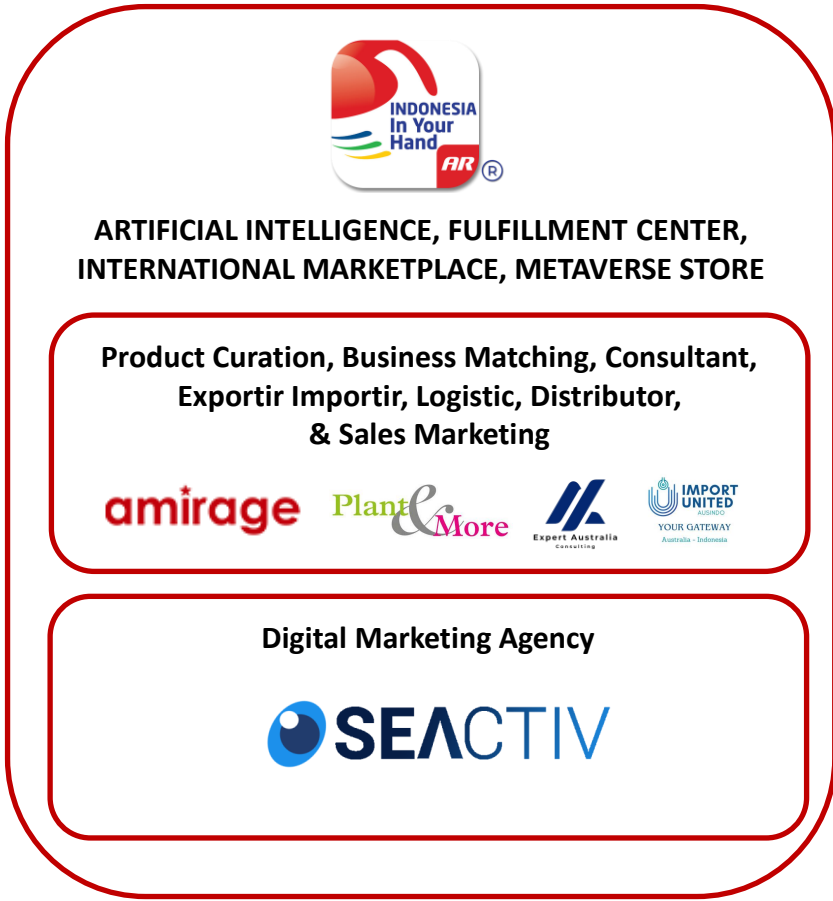 INDONESIA
In Your
Hand
AR
®
ARTIFICIAL INTELLIGENCE, FULFILLMENT CENTER,
INTERNATIONAL MARKETPLACE, METAVERSE STORE
Product Curation, Business Matching, Consultant,
Exportir Importir, Logistic, Distributor,
& Sales Marketing
amirage
Plant & More
Expert Australia
Consulting
IMPORT
UNITED
AUSINDO
YOUR GATEWAY
Australia - Indonesia
Digital Marketing Agency
SEACTIV